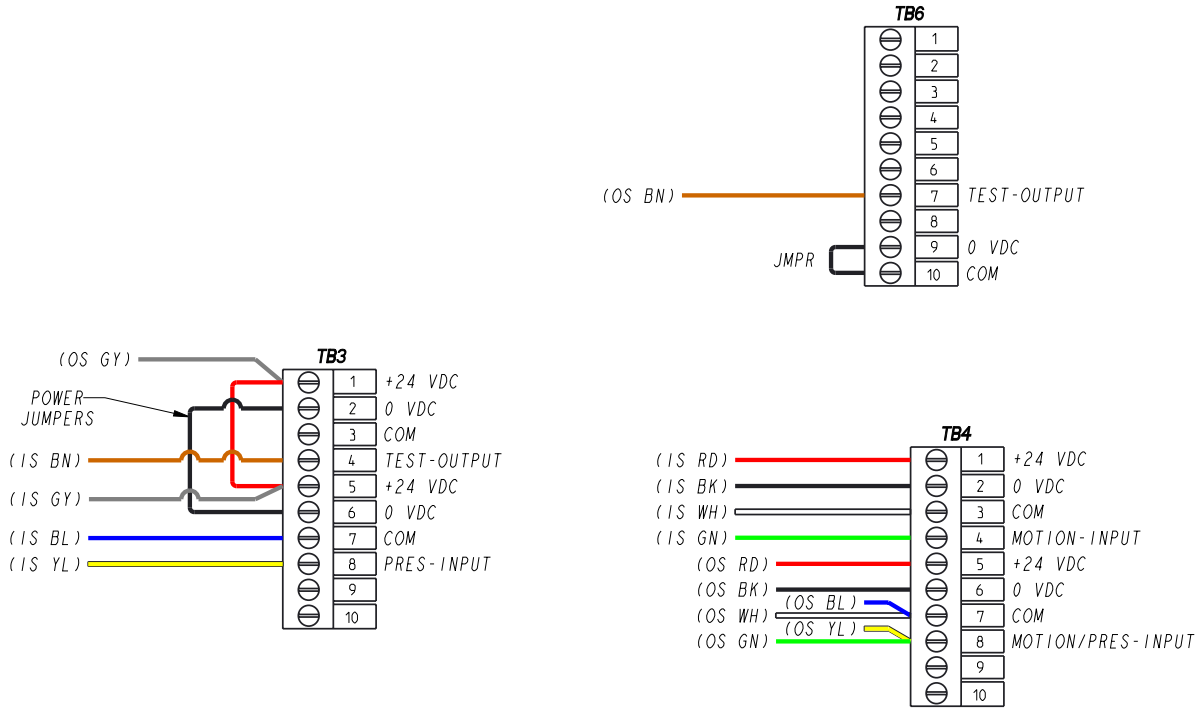 TB6
1
2
3
4
5
6
(OS BN) 7 TEST-OUTPUT
8
9 0 VDC
JMPR
10 COM
TB3
(OS GY)
1 +24 VDC
POWER
JUMPERS
2 0 VDC
3 COM
(IS BN) 4 TEST-OUTPUT
5 +24 VDC
(IS GY)
6 0 VDC
(IS BL) 7 COM
(IS YL) 8 PRES-INPUT
9
10
TB4
(IS RD) 1 +24 VDC
(IS BK) 2 0 VDC
(IS WH) 3 COM
(IS GN) 4 MOTION-INPUT
(OS RD) 5 +24 VDC
(OS BK) 6 0 VDC
(OS BL)
(OS WH) 7 COM
(OS YL)
(OS GN) 8 MOTION/PRES-INPUT
9
10